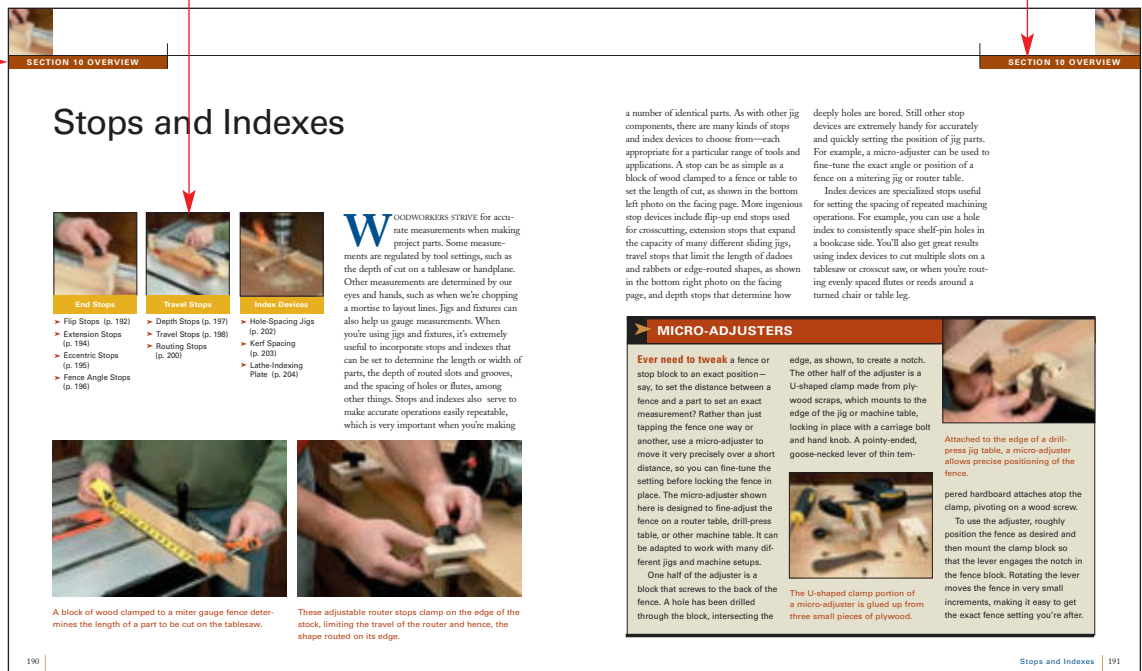 SECTION 10 OVERVIEW
SECTION 10 OVERVIEW
Stops and Indexes
End Stops
➤ Flip Stops (p. 192)
➤ Extension Stops
(p. 194)
➤ Eccentric Stops
(p. 195)
➤ Fence Angle Stops
(p. 196)
Travel Stops
➤ Depth Stops (p. 197)
➤ Travel Stops (p. 198)
➤ Routing Stops
(p. 200)
Index Devices
➤ Hole-Spacing Jigs
(p. 202)
➤ Kerf Spacing
(p. 203)
➤ Lathe-Indexing
Plate (p. 204)
WOODWORKERS STRIVE for accu-
rate measurements when making
project parts. Some measure-
ments are regulated by tool settings, such as
the depth of cut on a tablesaw or handplane.
Other measurements are determined by our
eyes and hands, such as when we're chopping
a mortise to layout lines. Jigs and fixtures can
also help us gauge measurements. When
you're using jigs and fixtures, it's extremely
useful to incorporate stops and indexes that
can be set to determine the length or width of
parts, the depth of routed slots and grooves,
and the spacing of holes or flutes, among
other things. Stops and indexes also serve to
make accurate operations easily repeatable,
which is very important when you're making
A block of wood clamped to a miter gauge fence deter-
mines the length of a part to be cut on the tablesaw.
These adjustable router stops clamp on the edge of the
stock, limiting the travel of the router and hence, the
shape routed on its edge.
190
a number of identical parts. As with other jig
components, there are many kinds of stops
and index devices to choose from—each
appropriate for a particular range of tools and
applications. A stop can be as simple as a
block of wood clamped to a fence or table to
set the length of cut, as shown in the bottom
left photo on the facing page. More ingenious
stop devices include flip-up end stops used
for crosscutting, extension stops that expand
the capacity of many different sliding jigs,
travel stops that limit the length of dadoes
and rabbets or edge-routed shapes, as shown
in the bottom right photo on the facing
page, and depth stops that determine how
deeply holes are bored. Still other stop
devices are extremely handy for accurately
and quickly setting the position of jig parts.
For example, a micro-adjuster can be used to
fine-tune the exact angle or position of a
fence on a mitering jig or router table.
Index devices are specialized stops useful
for setting the spacing of repeated machining
operations. For example, you can use a hole
index to consistently space shelf-pin holes in
a bookcase side. You'll also get great results
using index devices to cut multiple slots on a
tablesaw or crosscut saw, or when you're rout-
ing evenly spaced flutes or reeds around a
turned chair or table leg.
➤ MICRO-ADJUSTERS
Ever need to tweak a fence or
stop block to an exact position—
say, to set the distance between a
fence and a part to set an exact
measurement? Rather than just
tapping the fence one way or
another, use a micro-adjuster to
move it very precisely over a short
distance, so you can fine-tune the
setting before locking the fence in
place. The micro-adjuster shown
here is designed to fine-adjust the
fence on a router table, drill-press
table, or other machine table. It can
be adapted to work with many dif-
ferent jigs and machine setups.
One half of the adjuster is a
block that screws to the back of the
fence. A hole has been drilled
through the block, intersecting the
edge, as shown, to create a notch.
The other half of the adjuster is a
U-shaped clamp made from ply-
wood scraps, which mounts to the
edge of the jig or machine table,
locking in place with a carriage bolt
and hand knob. A pointy-ended,
goose-necked lever of thin tem-
The U-shaped clamp portion of
a micro-adjuster is glued up from
three small pieces of plywood.
Attached to the edge of a drill-
press jig table, a micro-adjuster
allows precise positioning of the
fence.
pered hardboard attaches atop the
clamp, pivoting on a wood screw.
To use the adjuster, roughly
position the fence as desired and
then mount the clamp block so
that the lever engages the notch in
the fence block. Rotating the lever
moves the fence in very small
increments, making it easy to get
the exact fence setting you're after.
Stops and Indexes 191